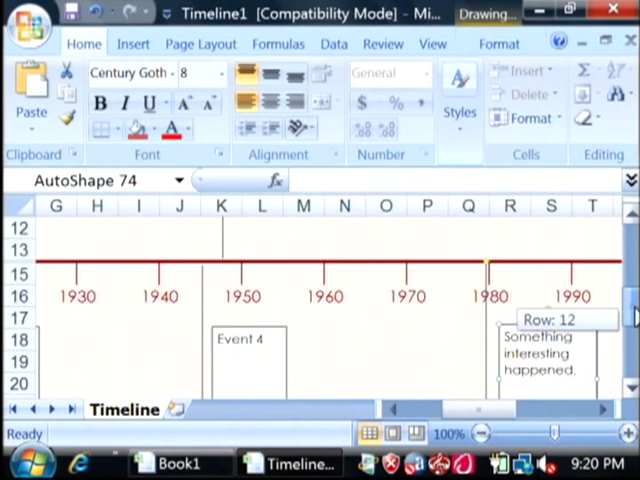 Timeline1 [Compatibility Mode] - Mi...
Drawing...
Home Insert Page Layout Formulas Data Review View Format
Paste
Clipboard
Century Goth 8
B I U A A
A
Font
Alignment
General
$ % ,
Number
A
Styles
Insert
Delete
Format
Cells
Σ
Editing
AutoShape 74
fx
G H I J K L M N O P Q R S T
12
13
15
16 1930 1940 1950 1960 1970 1980 1990
17 Row: 12
18 Event 4 Something
19 interesting
20 happened.
Timeline
Ready 100%
Book1 Timeline... 9:20 PM